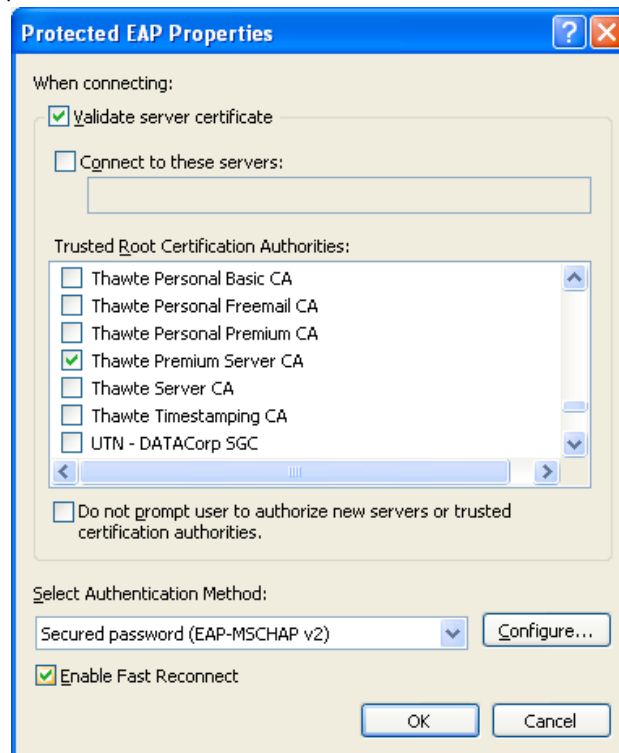 Protected EAP Properties
When connecting:
Validate server certificate
Connect to these servers:
Trusted Root Certification Authorities:
Thawte Personal Basic CA
Thawte Personal Freemail CA
Thawte Personal Premium CA
Thawte Premium Server CA
Thawte Server CA
Thawte Timestamping CA
UTN - DATACorp SGC
Do not prompt user to authorize new servers or trusted
certification authorities.
Select Authentication Method:
Secured password (EAP-MSCHAP v2) Configure...
Enable Fast Reconnect
OK Cancel